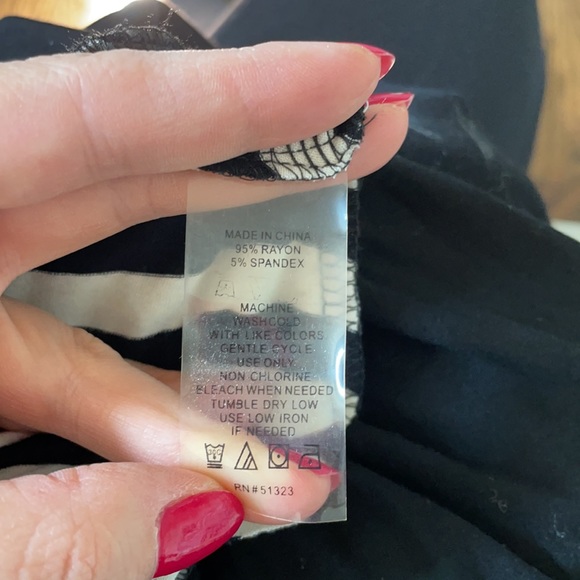 MADE IN CHINA
95% RAYON
5% SPANDEX
MACHINE
WASH COLD
WITH LIKE COLORS
GENTLE CYCLE
USE ONLY
NON CHLORINE
BLEACH WHEN NEEDED
TUMBLE DRY LOW
USE LOW IRON
IF NEEDED
RN#51323